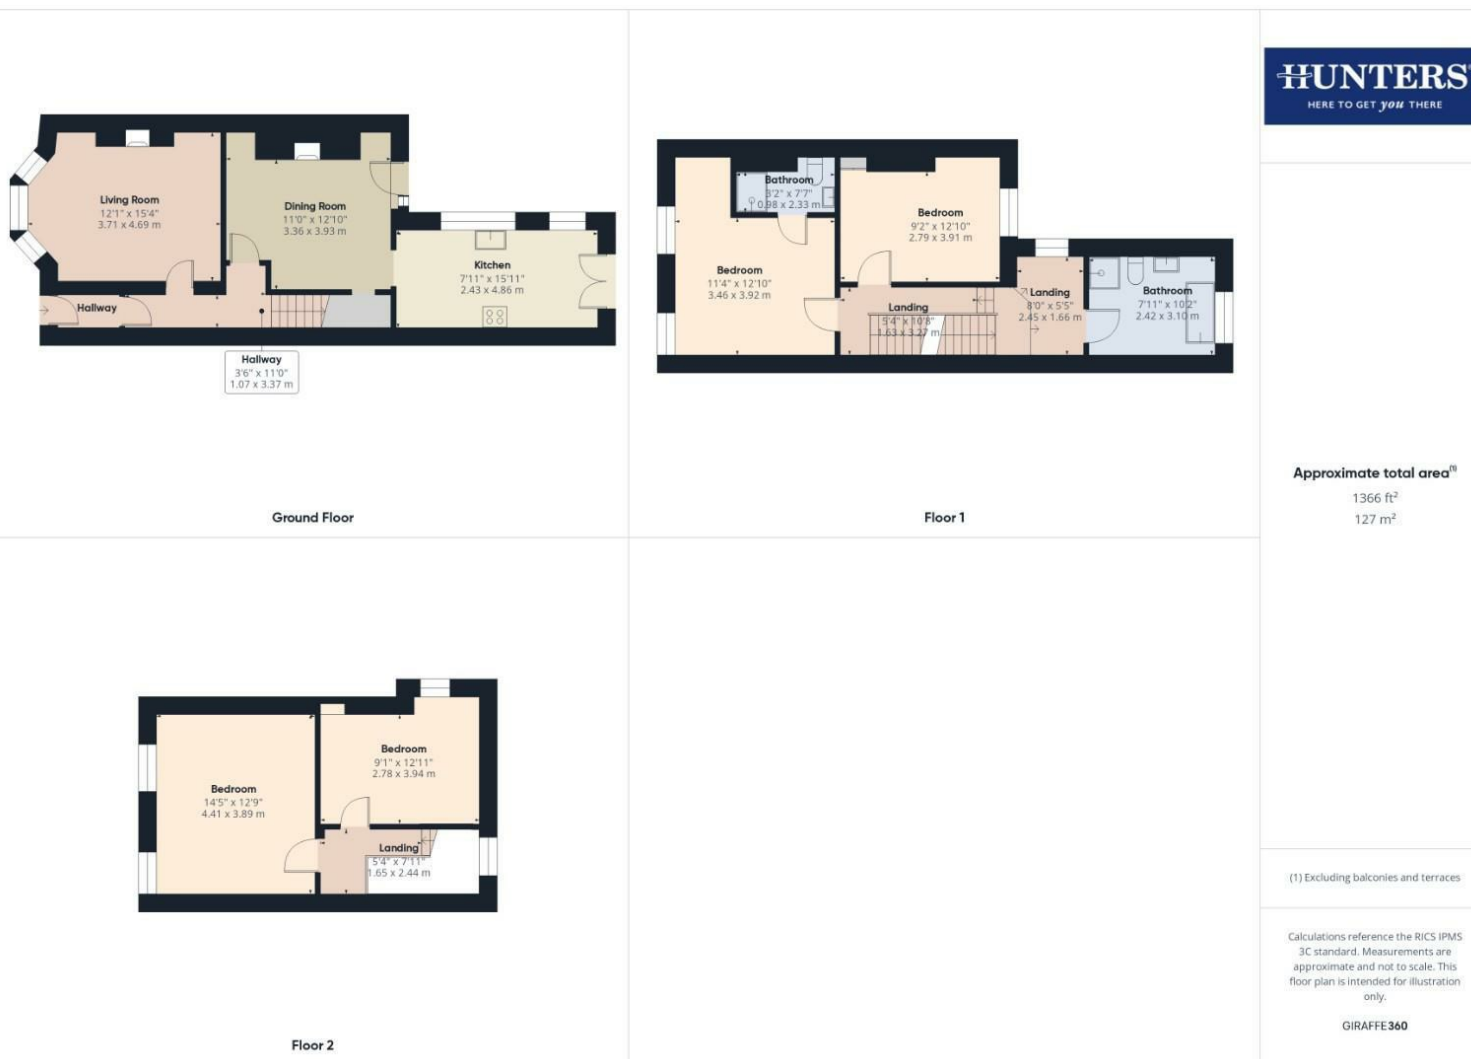 Living Room
12'1" x 15'4"
3.71 x 4.69 m
Dining Room
11'0" x 12'10"
3.36 x 3.93 m
Kitchen
7'11" x 15'11"
2.43 x 4.86 m
Hallway
Hallway
3'6" x 11'0"
1.07 x 3.37 m
Ground Floor
Bathroom
3'2" x 7'7"
0.98 x 2.33 m
Bedroom
9'2" x 12'10"
2.79 x 3.91 m
Bedroom
11'4" x 12'10"
3.46 x 3.92 m
Landing
5'4" x 10'8"
1.63 x 3.27 m
Landing
8'0" x 5'5"
2.45 x 1.66 m
Bathroom
7'11" x 10'2"
2.42 x 3.10 m
Floor 1
Bedroom
14'5" x 12'9"
4.41 x 3.89 m
Bedroom
9'1" x 12'11"
2.78 x 3.94 m
Landing
5'4" x 7'11"
1.65 x 2.44 m
Floor 2
HUNTERS
HERE TO GET you THERE
Approximate total area(1)
1366 ft²
127 m²
(1) Excluding balconies and terraces
Calculations reference the RICS IPMS
3C standard. Measurements are
approximate and not to scale. This
floor plan is intended for illustration
only.
GIRAFFE360